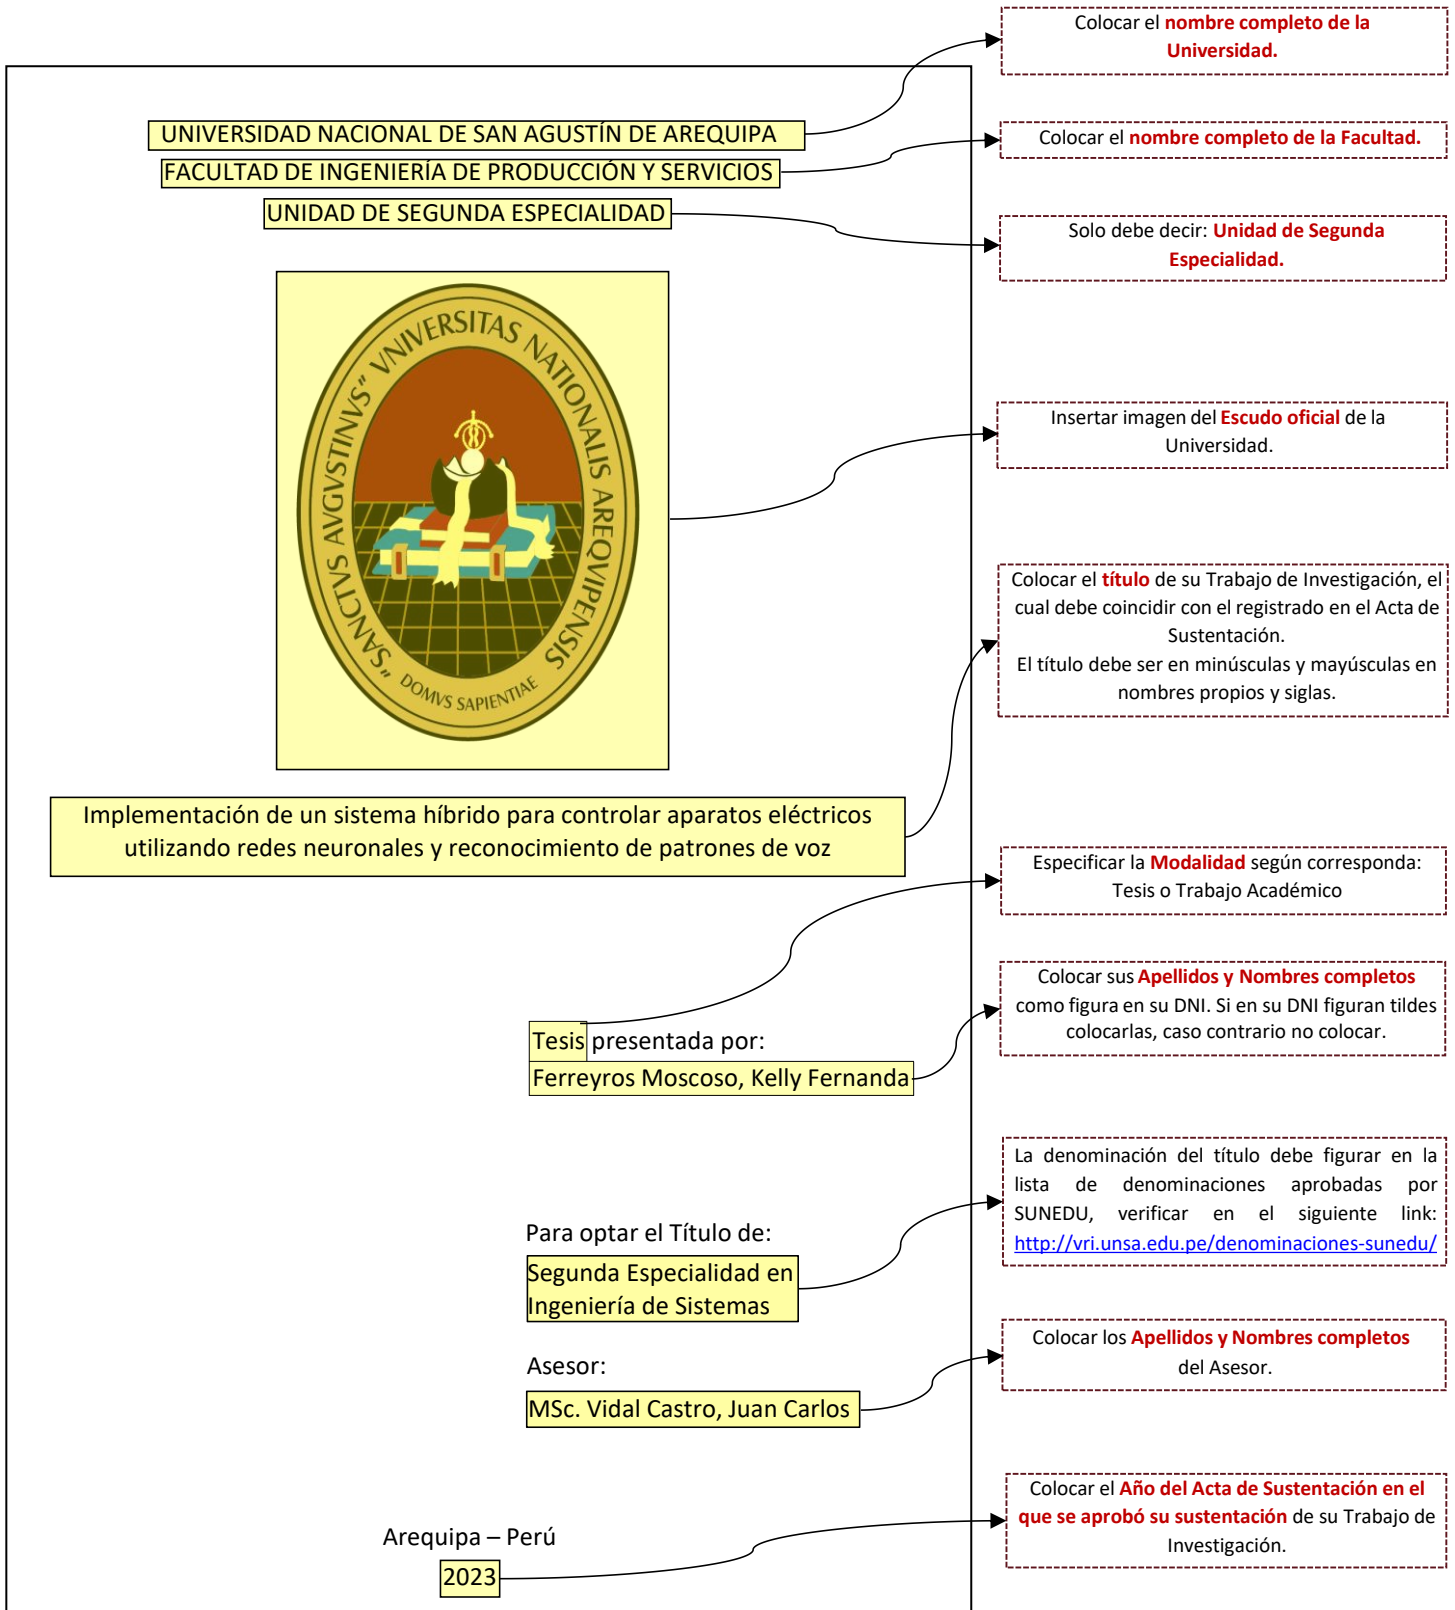 Colocar el nombre completo de la
Universidad.
UNIVERSIDAD NACIONAL DE SAN AGUSTÍN DE AREQUIPA
Colocar el nombre completo de la Facultad.
FACULTAD DE INGENIERÍA DE PRODUCCIÓN Y SERVICIOS
UNIDAD DE SEGUNDA ESPECIALIDAD
Solo debe decir: Unidad de Segunda
Especialidad.
"SANCTVS AVGVSTINVS" VNIVERSITAS NATIONALIS AREQVIPENSIS
DOMVS SAPIENTIAE
Insertar imagen del Escudo oficial de la
Universidad.
Colocar el título de su Trabajo de Investigación, el
cual debe coincidir con el registrado en el Acta de
Sustentación.
El título debe ser en minúsculas y mayúsculas en
nombres propios y siglas.
Implementación de un sistema híbrido para controlar aparatos eléctricos
utilizando redes neuronales y reconocimiento de patrones de voz
Especificar la Modalidad según corresponda:
Tesis o Trabajo Académico
Tesis presentada por:
Ferreyros Moscoso, Kelly Fernanda
Colocar sus Apellidos y Nombres completos
como figura en su DNI. Si en su DNI figuran tildes
colocarlas, caso contrario no colocar.
Para optar el Título de:
Segunda Especialidad en
Ingeniería de Sistemas
La denominación del título debe figurar en la
lista de denominaciones aprobadas por
SUNEDU, verificar en el siguiente link:
http://vri.unsa.edu.pe/denominaciones-sunedu/
Asesor:
MSc. Vidal Castro, Juan Carlos
Colocar los Apellidos y Nombres completos
del Asesor.
Arequipa – Perú
2023
Colocar el Año del Acta de Sustentación en el
que se aprobó su sustentación de su Trabajo de
Investigación.